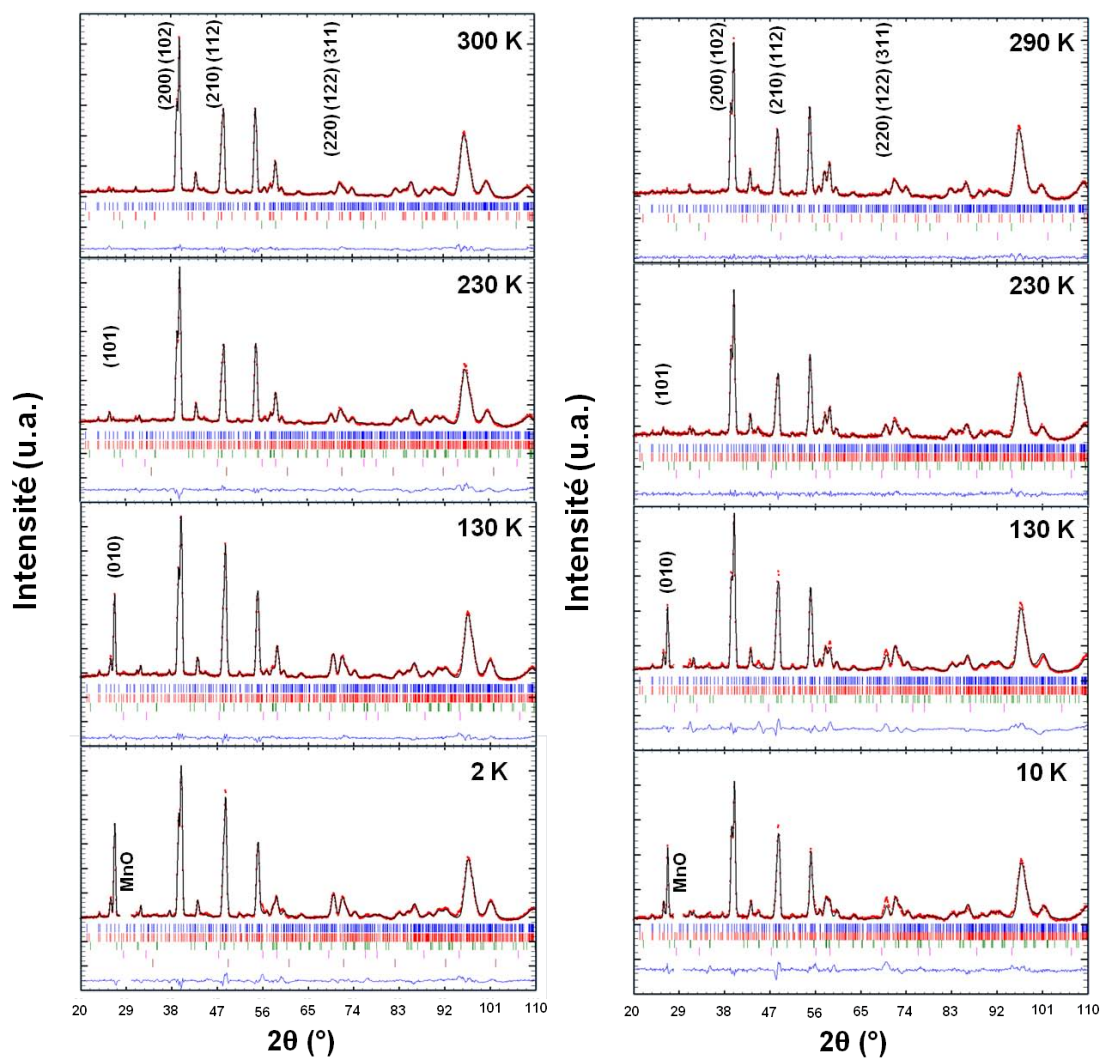 300 K
(200) (102)
(210) (112)
(220) (122) (311)
230 K
(101)
130 K
(010)
2 K
MnO
20 29 38 47 56 65 74 83 92 101 110
2θ (°)
Intensité (u.a.)
290 K
(200) (102)
(210) (112)
(220) (122) (311)
230 K
(101)
130 K
(010)
10 K
MnO
20 29 38 47 56 65 74 83 92 101 110
2θ (°)
Intensité (u.a.)